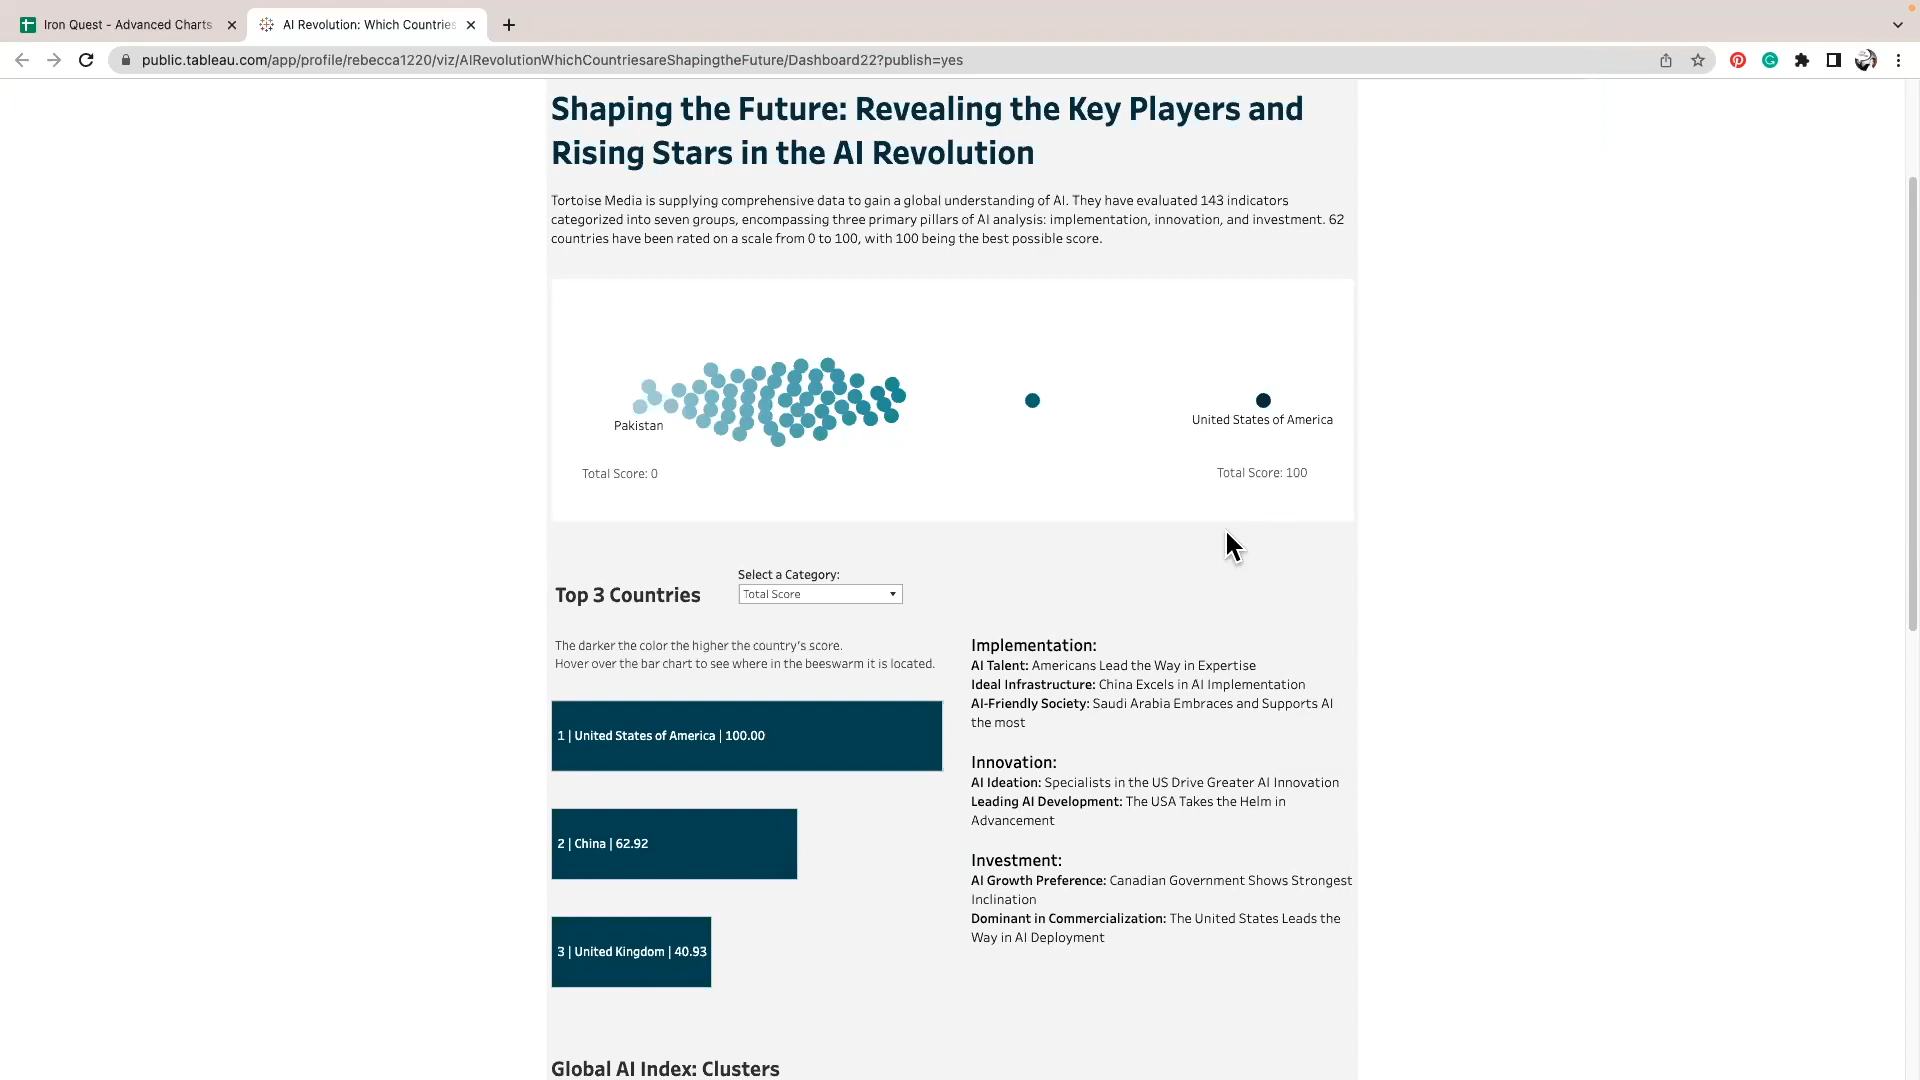 Iron Quest - Advanced Charts
AI Revolution: Which Countries
public.tableau.com/app/profile/rebecca1220/viz/AIRevolutionWhichCountriesareShapingtheFuture/Dashboard22?publish=yes
Shaping the Future: Revealing the Key Players and
Rising Stars in the AI Revolution
Tortoise Media is supplying comprehensive data to gain a global understanding of AI. They have evaluated 143 indicators
categorized into seven groups, encompassing three primary pillars of AI analysis: implementation, innovation, and investment. 62
countries have been rated on a scale from 0 to 100, with 100 being the best possible score.
Pakistan
United States of America
Total Score: 0
Total Score: 100
Top 3 Countries
Select a Category:
Total Score
The darker the color the higher the country's score.
Hover over the bar chart to see where in the beeswarm it is located.
1 | United States of America | 100.00
2 | China | 62.92
3 | United Kingdom | 40.93
Implementation:
AI Talent: Americans Lead the Way in Expertise
Ideal Infrastructure: China Excels in AI Implementation
AI-Friendly Society: Saudi Arabia Embraces and Supports AI
the most
Innovation:
AI Ideation: Specialists in the US Drive Greater AI Innovation
Leading AI Development: The USA Takes the Helm in
Advancement
Investment:
AI Growth Preference: Canadian Government Shows Strongest
Inclination
Dominant in Commercialization: The United States Leads the
Way in AI Deployment
Global AI Index: Clusters